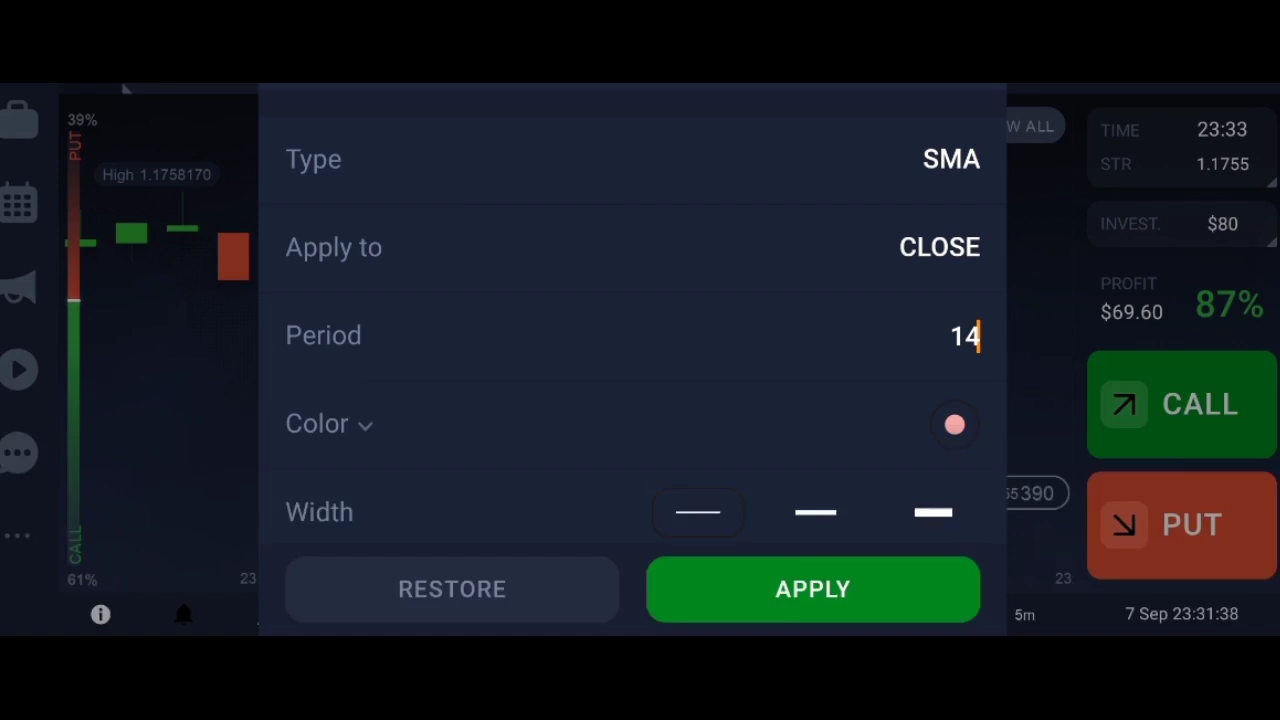 39%
PUT
High 1.1758170
CALL
61%
23
Type
SMA
Apply to
CLOSE
Period
14
Color
Width
RESTORE
APPLY
W ALL
TIME
23:33
STR
1.1755
INVEST.
$80
PROFIT
$69.60
87%
CALL
55390
PUT
23
5m
7 Sep 23:31:38